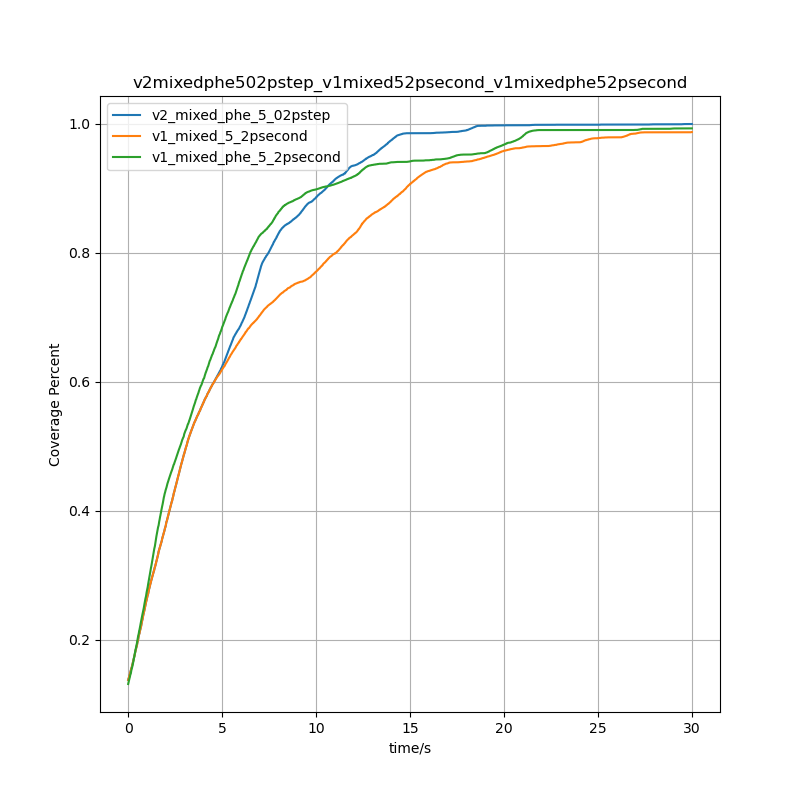 v2mixedphe502pstep_v1mixed52psecond_v1mixedphe52psecond
v2_mixed_phe_5_02pstep
v1_mixed_5_2psecond
v1_mixed_phe_5_2psecond
1.0
0.8
0.6
0.4
0.2
Coverage Percent
0 5 10 15 20 25 30
time/s